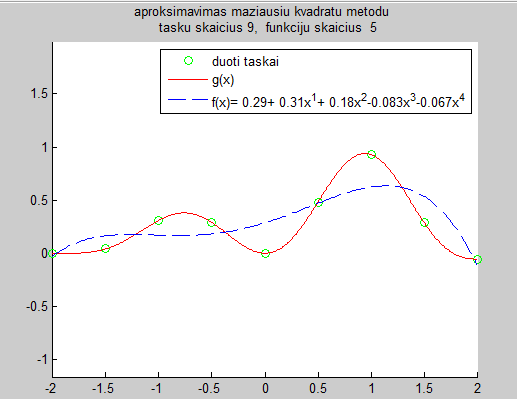 aproksimavimas maziausiu kvadratu metodu
tasku skaicius 9,  funkciju skaicius  5
duoti taskai
g(x)
f(x)= 0.29+ 0.31x¹+ 0.18x²-0.083x³-0.067x⁴
1.5
1
0.5
0
-0.5
-1
-2 -1.5 -1 -0.5 0 0.5 1 1.5 2